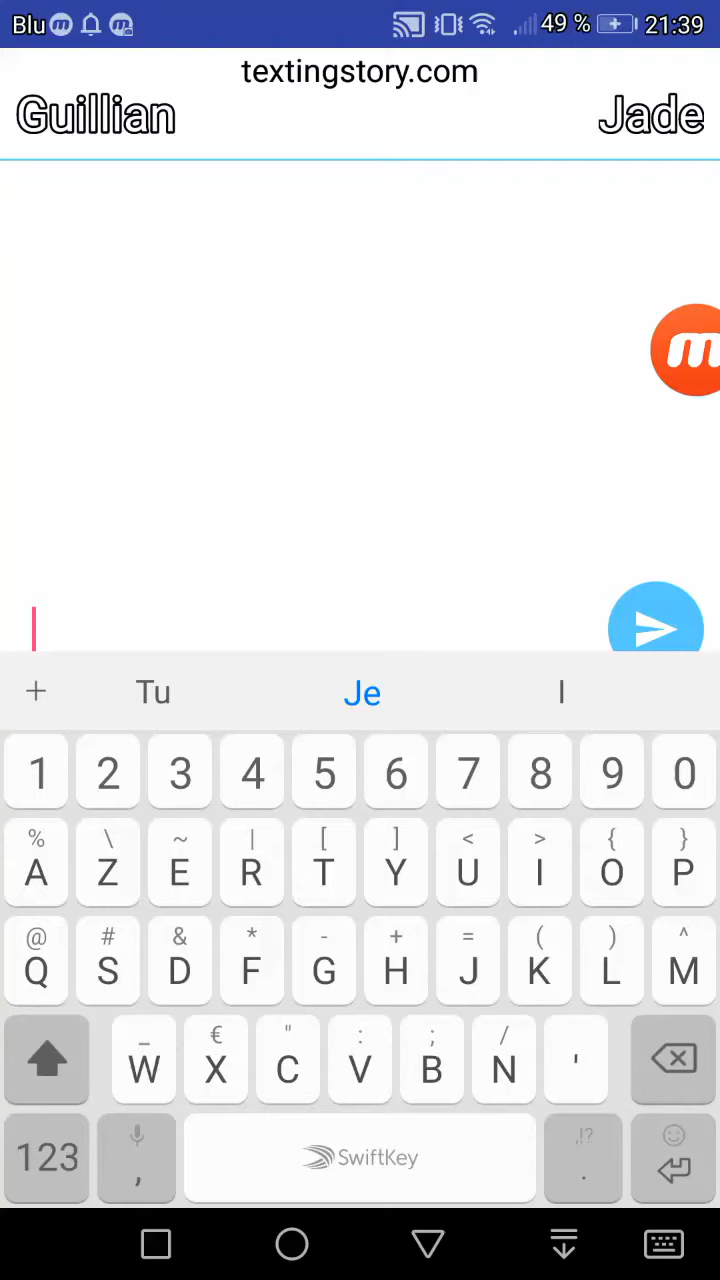 Blu 49 % 21:39
textingstory.com
Guillian Jade
m
+ Tu Je I
1 2 3 4 5 6 7 8 9 0
% \ ~ | [ ] < > { }
A Z E R T Y U I O P
@ # & * - + = ( ) ^
Q S D F G H J K L M
_ € " : ; /
W X C V B N '
,!?
123 , SwiftKey .